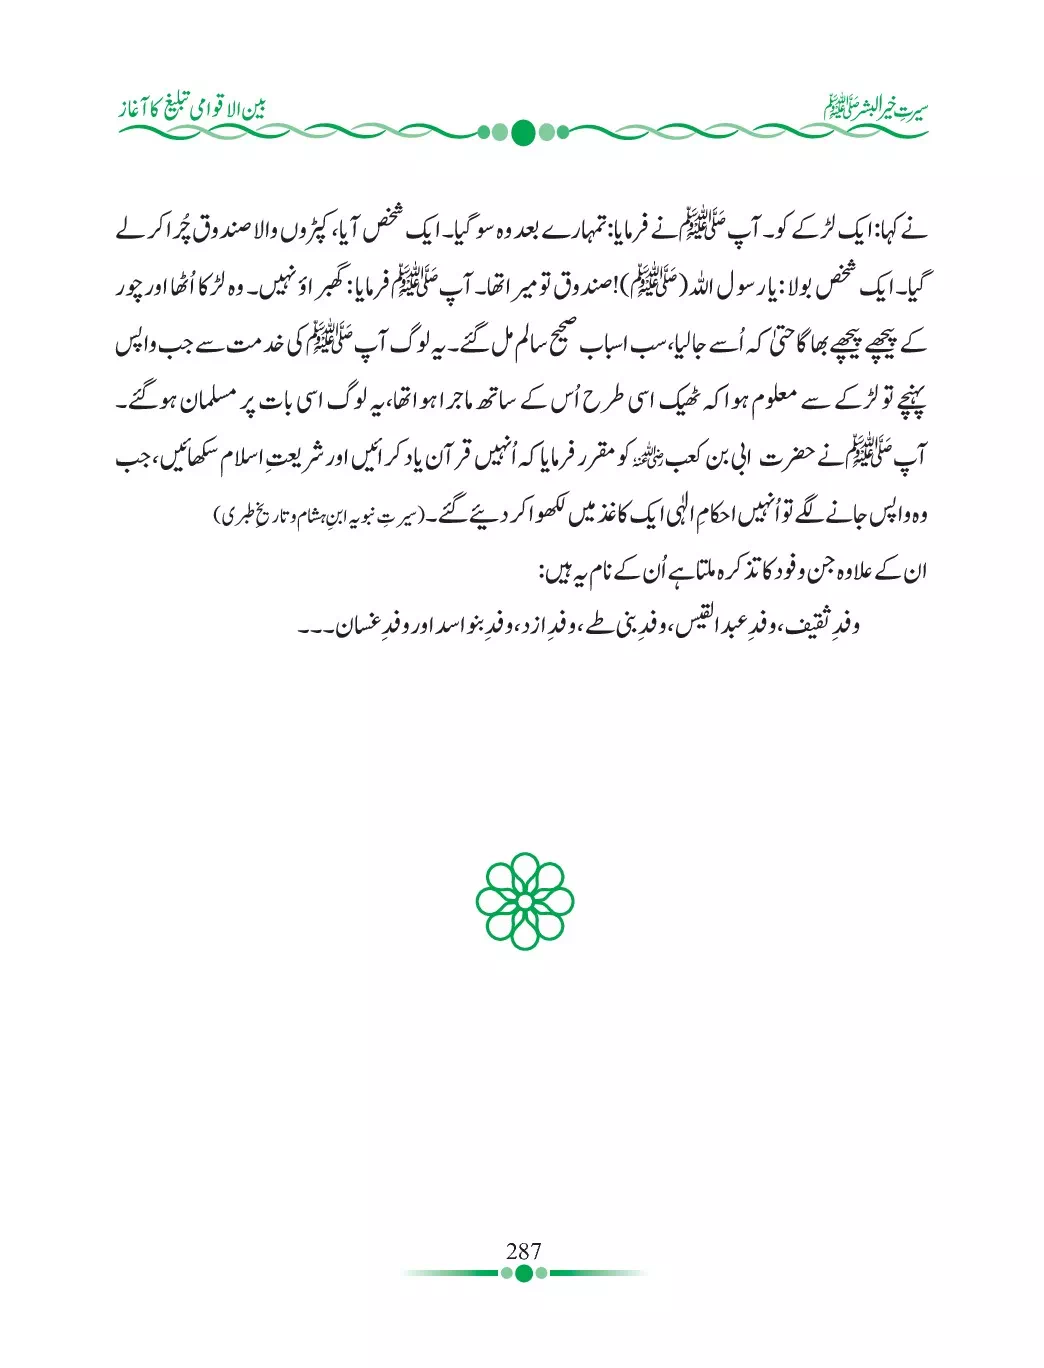 سیرتِ خیر البشر ﷺ
بین الاقوامی تبلیغ کا آغاز
نے کہا: ایک لڑکے کو۔ آپ ﷺ نے فرمایا: تمہارے بعد وہ سو گیا۔ ایک شخص آیا، کپڑوں والا صندوق چُرا کر لے
گیا۔ ایک شخص بولا: یا رسول اللہ (ﷺ)! صندوق تو میرا تھا۔ آپ ﷺ فرمایا: گھبراؤ نہیں۔ وہ لڑکا اُٹھا اور چور
کے پیچھے پیچھے بھاگا حتیٰ کہ اُسے جا لیا، سب اسباب صحیح سالم مل گئے۔ یہ لوگ آپ ﷺ کی خدمت سے جب واپس
پہنچے تو لڑکے سے معلوم ہوا کہ ٹھیک اسی طرح اُس کے ساتھ ماجرا ہوا تھا، یہ لوگ اسی بات پر مسلمان ہو گئے۔
آپ ﷺ نے حضرت ابی بن کعب رضی اللہ عنہ کو مقرر فرمایا کہ اُنہیں قرآن یاد کرائیں اور شریعتِ اسلام سکھائیں، جب
وہ واپس جانے لگے تو اُنہیں احکامِ الٰہی ایک کاغذ میں لکھوا کر دیئے گئے۔ (سیرتِ نبویہ ابنِ ہشام و تاریخِ طبری)
ان کے علاوہ جن وفود کا تذکرہ ملتا ہے اُن کے نام یہ ہیں:
وفدِ ثقیف، وفدِ عبدالقیس، وفدِ بنی طے، وفدِ ازد، وفدِ بنو اسد اور وفدِ غسان۔۔۔
287